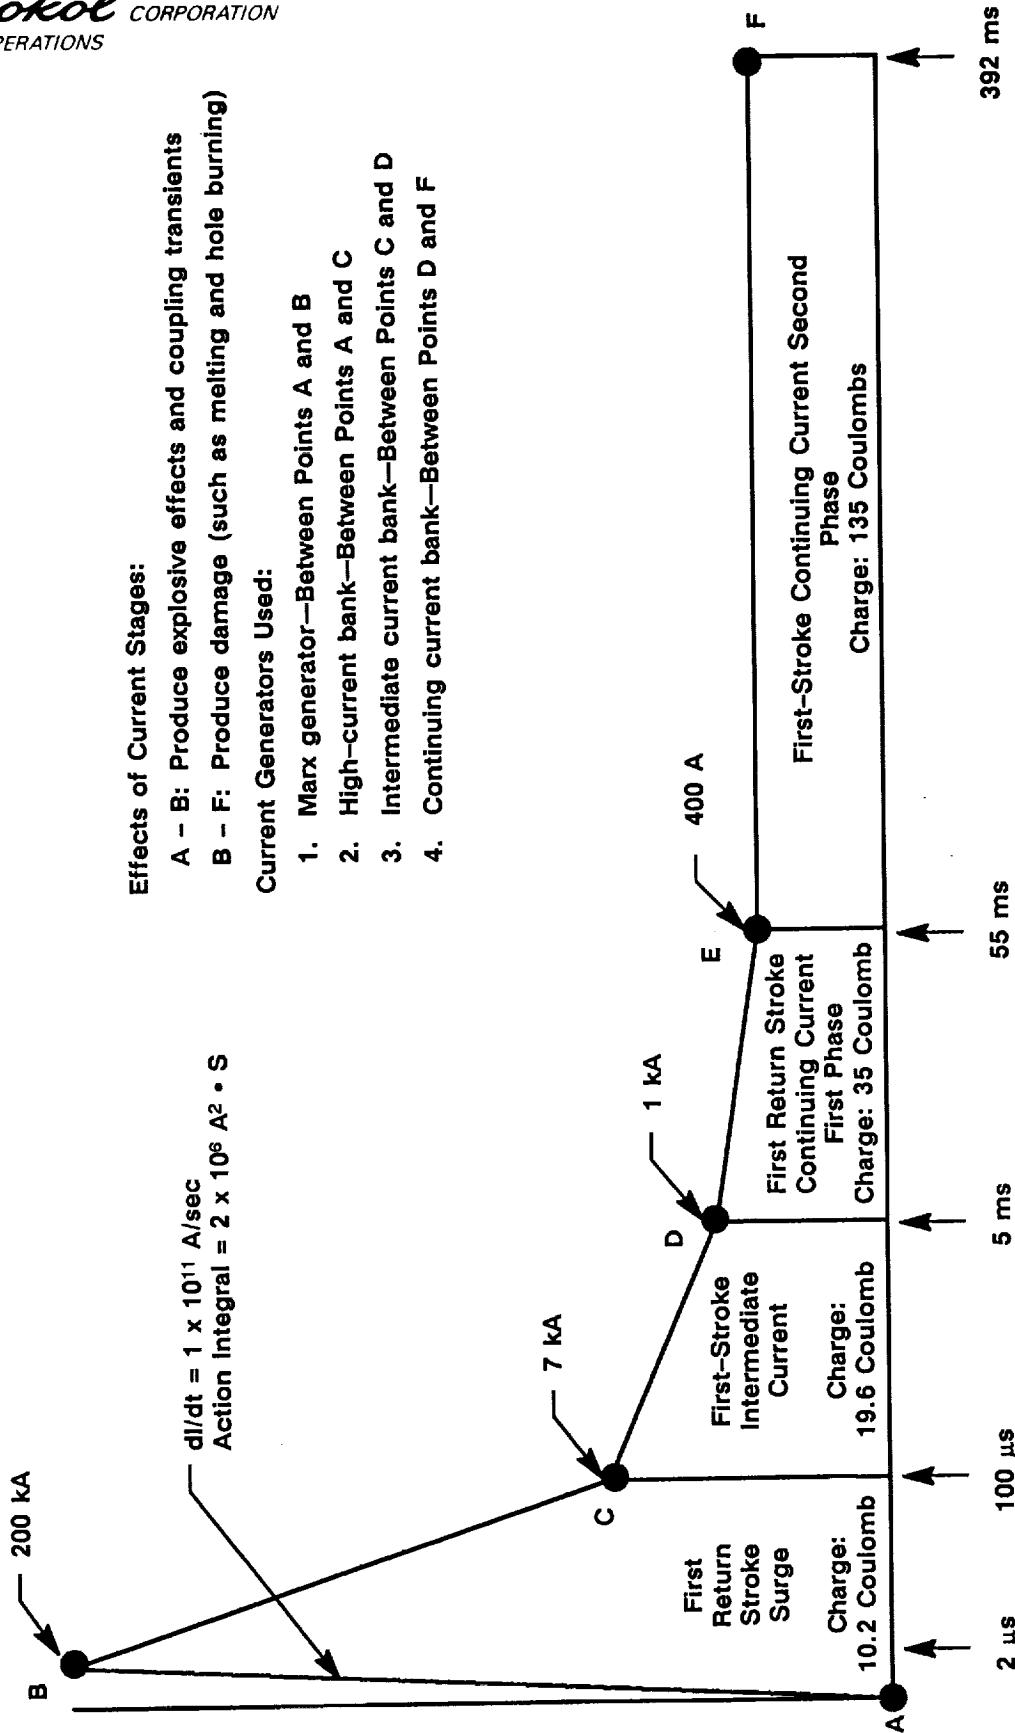 CORPORATION
Effects of Current Stages:
A – B: Produce explosive effects and coupling transients
B – F: Produce damage (such as melting and hole burning)
Current Generators Used:
1. Marx generator—Between Points A and B
2. High–current bank—Between Points A and C
3. Intermediate current bank—Between Points C and D
4. Continuing current bank—Between Points D and F
B
200 kA
dI/dt = 1 x 10¹¹ A/sec
Action Integral = 2 x 10⁶ A² • S
C
7 kA
D
1 kA
E
400 A
F
First
Return
Stroke
Surge
Charge:
10.2 Coulomb
First–Stroke
Intermediate
Current
Charge:
19.6 Coulomb
First Return Stroke
Continuing Current
First Phase
Charge: 35 Coulomb
First–Stroke Continuing Current Second
Phase
Charge: 135 Coulombs
A
2 µs
100 µs
5 ms
55 ms
392 ms